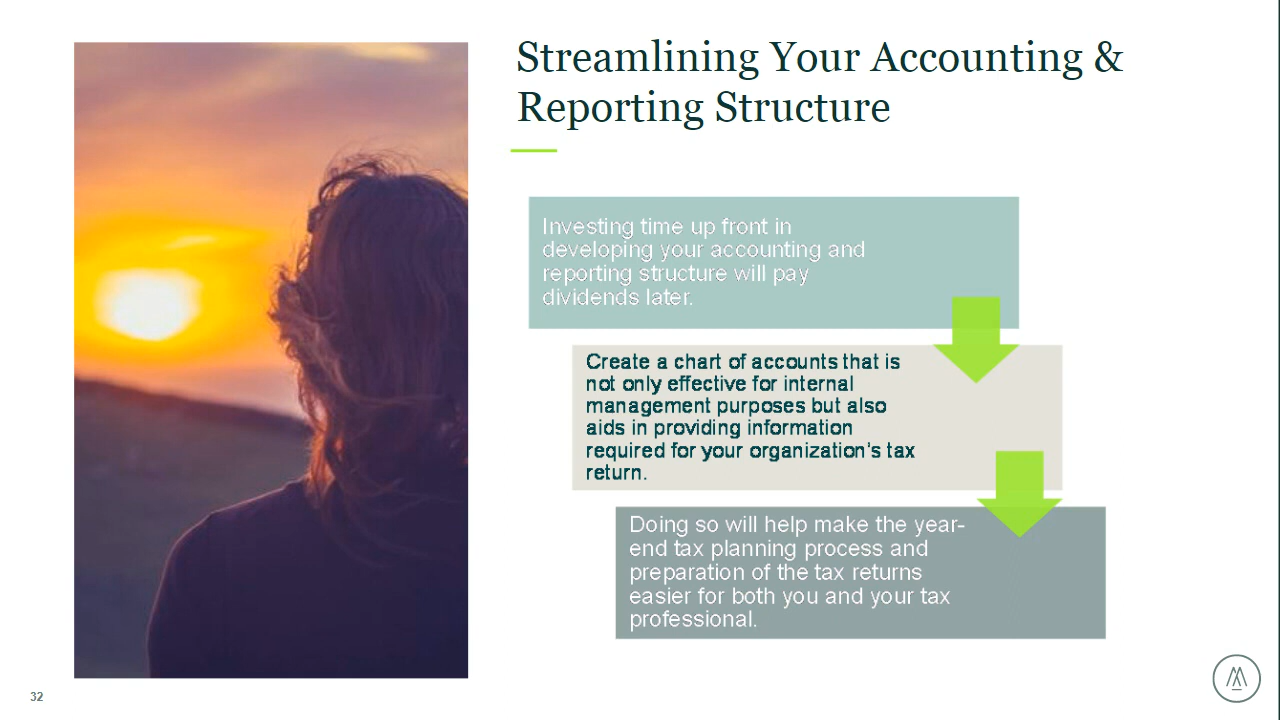 Streamlining Your Accounting &
Reporting Structure
Investing time up front in
developing your accounting and
reporting structure will pay
dividends later.
Create a chart of accounts that is
not only effective for internal
management purposes but also
aids in providing information
required for your organization's tax
return.
Doing so will help make the year-
end tax planning process and
preparation of the tax returns
easier for both you and your tax
professional.
32